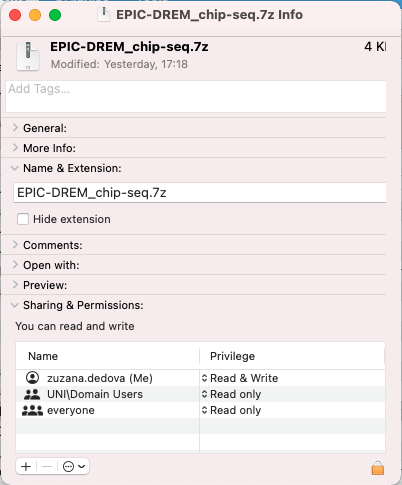 EPIC-DREM_chip-seq.7z Info
EPIC-DREM_chip-seq.7z 4 K
Modified: Yesterday, 17:18
Add Tags...
General:
More Info:
Name & Extension:
EPIC-DREM_chip-seq.7z
Hide extension
Comments:
Open with:
Preview:
Sharing & Permissions:
You can read and write
Name Privilege
zuzana.dedova (Me) Read & Write
UNI\Domain Users Read only
everyone Read only